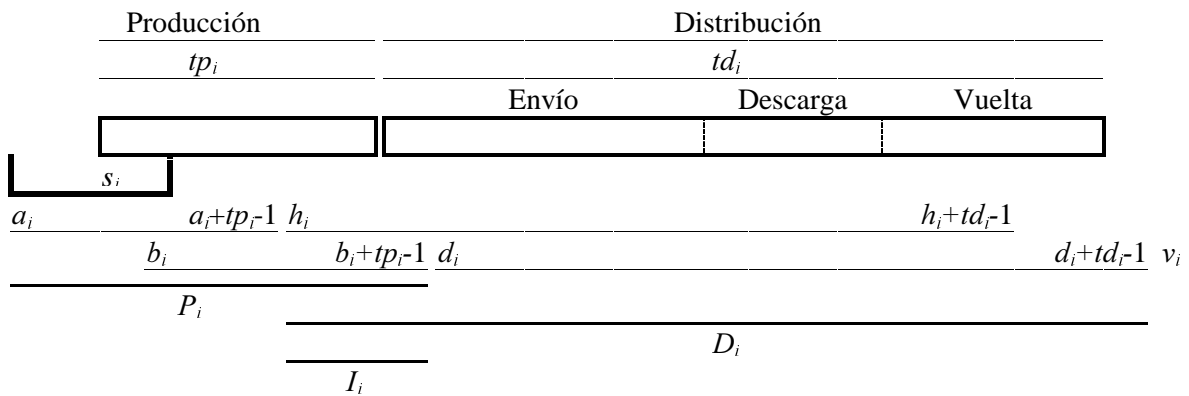 Producción Distribución
tpᵢ tdᵢ
Envío Descarga Vuelta
sᵢ
aᵢ aᵢ+tpᵢ-1 hᵢ hᵢ+tdᵢ-1
bᵢ bᵢ+tpᵢ-1 dᵢ dᵢ+tdᵢ-1 vᵢ
Pᵢ
Dᵢ
Iᵢ